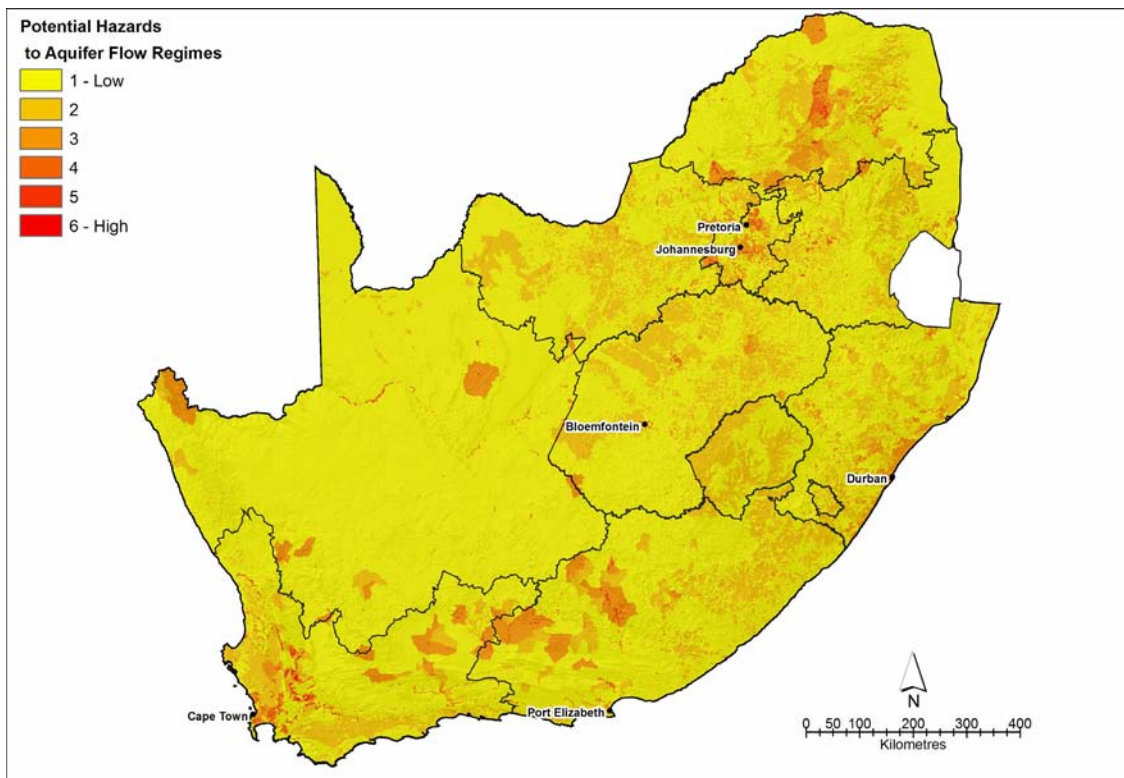 Potential Hazards
to Aquifer Flow Regimes
1 - Low
2
3
4
5
6 - High
Pretoria
Johannesburg
Bloemfontein
Durban
Cape Town
Port Elizabeth
N
0 50 100 200 300 400
Kilometres